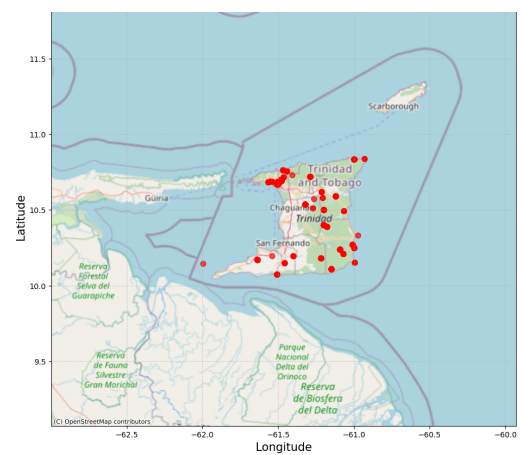 11.5
11.0
10.5
10.0
9.5
Latitude
Scarborough
Trinidad
and Tobago
Güiria
Chaguana
Trinidad
San Fernando
Reserva
Forestal
Selva del
Guarapiche
Reserva
de Fauna
Silvestre
Gran Morichal
Parque
Nacional
Delta del
Orinoco
Reserva
de Biosfera
del Delta
(C) OpenStreetMap contributors
−62.5
−62.0
−61.5
−61.0
−60.5
−60.0
Longitude